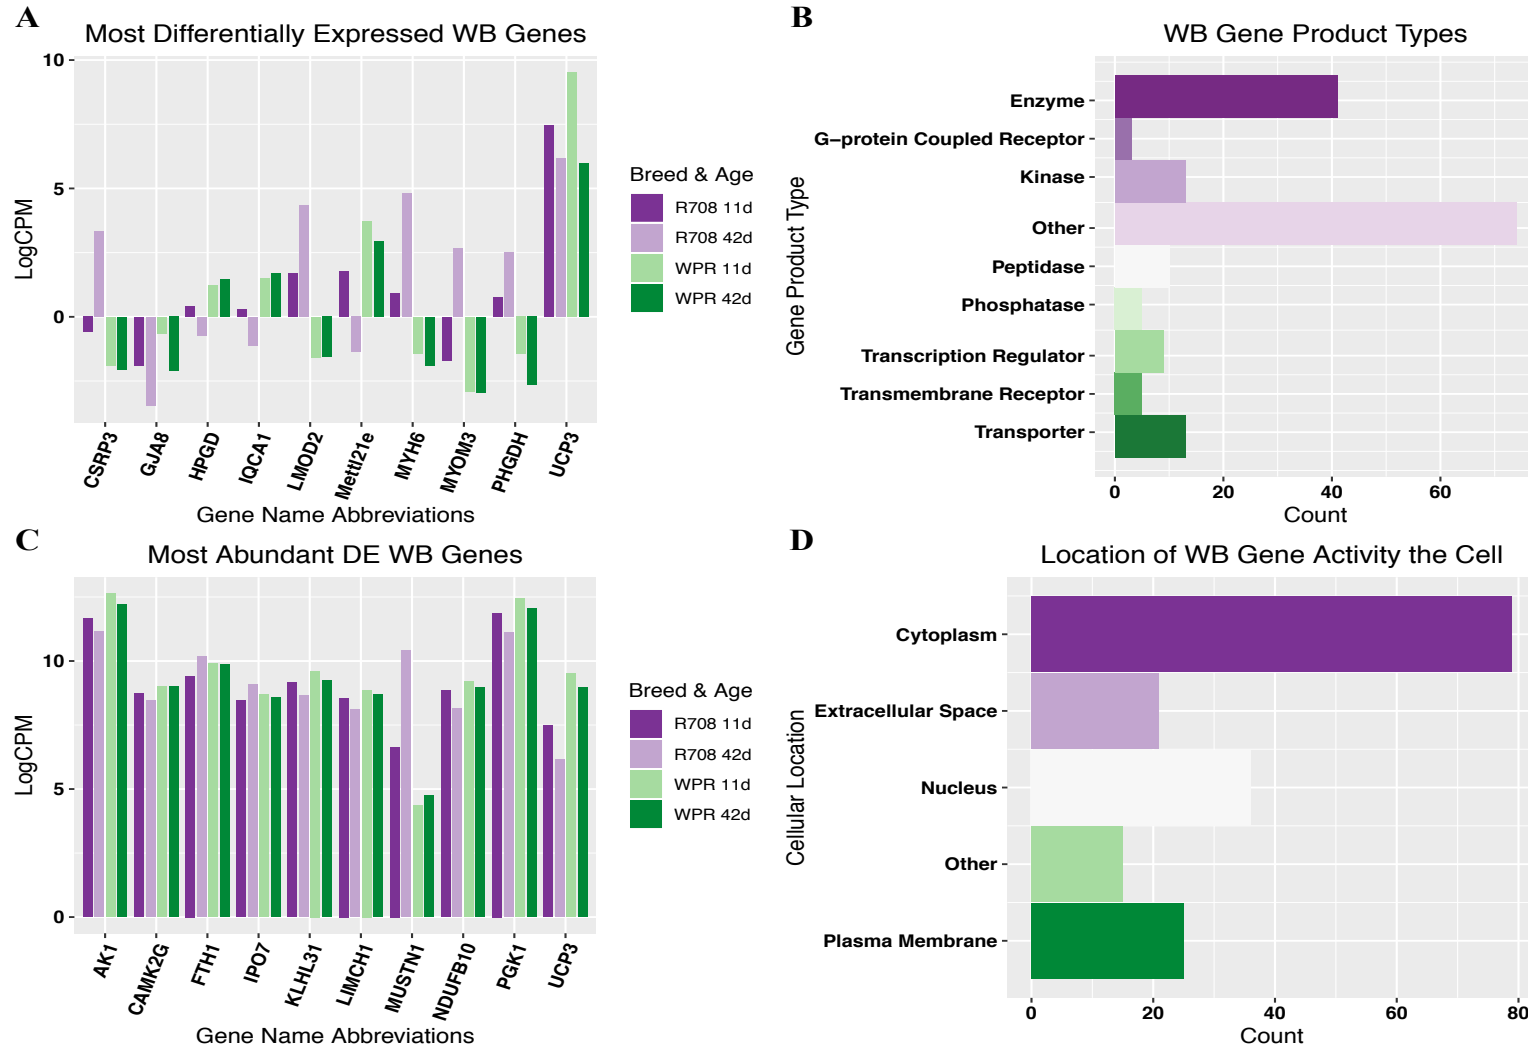 A
Most Differentially Expressed WB Genes
10
5
0
LogCPM
CSRP3
GJA8
HPGD
IQCA1
LMOD2
Mettl21e
MYH6
MYOM3
PHGDH
UCP3
Gene Name Abbreviations
Breed & Age
R708 11d
R708 42d
WPR 11d
WPR 42d
B
WB Gene Product Types
Gene Product Type
Enzyme
G-protein Coupled Receptor
Kinase
Other
Peptidase
Phosphatase
Transcription Regulator
Transmembrane Receptor
Transporter
0 20 40 60
Count
C
Most Abundant DE WB Genes
10
5
0
LogCPM
AK1
CAMK2G
FTH1
IPO7
KLHL31
LIMCH1
MUSTN1
NDUFB10
PGK1
UCP3
Gene Name Abbreviations
Breed & Age
R708 11d
R708 42d
WPR 11d
WPR 42d
D
Location of WB Gene Activity the Cell
Cellular Location
Cytoplasm
Extracellular Space
Nucleus
Other
Plasma Membrane
0 20 40 60 80
Count